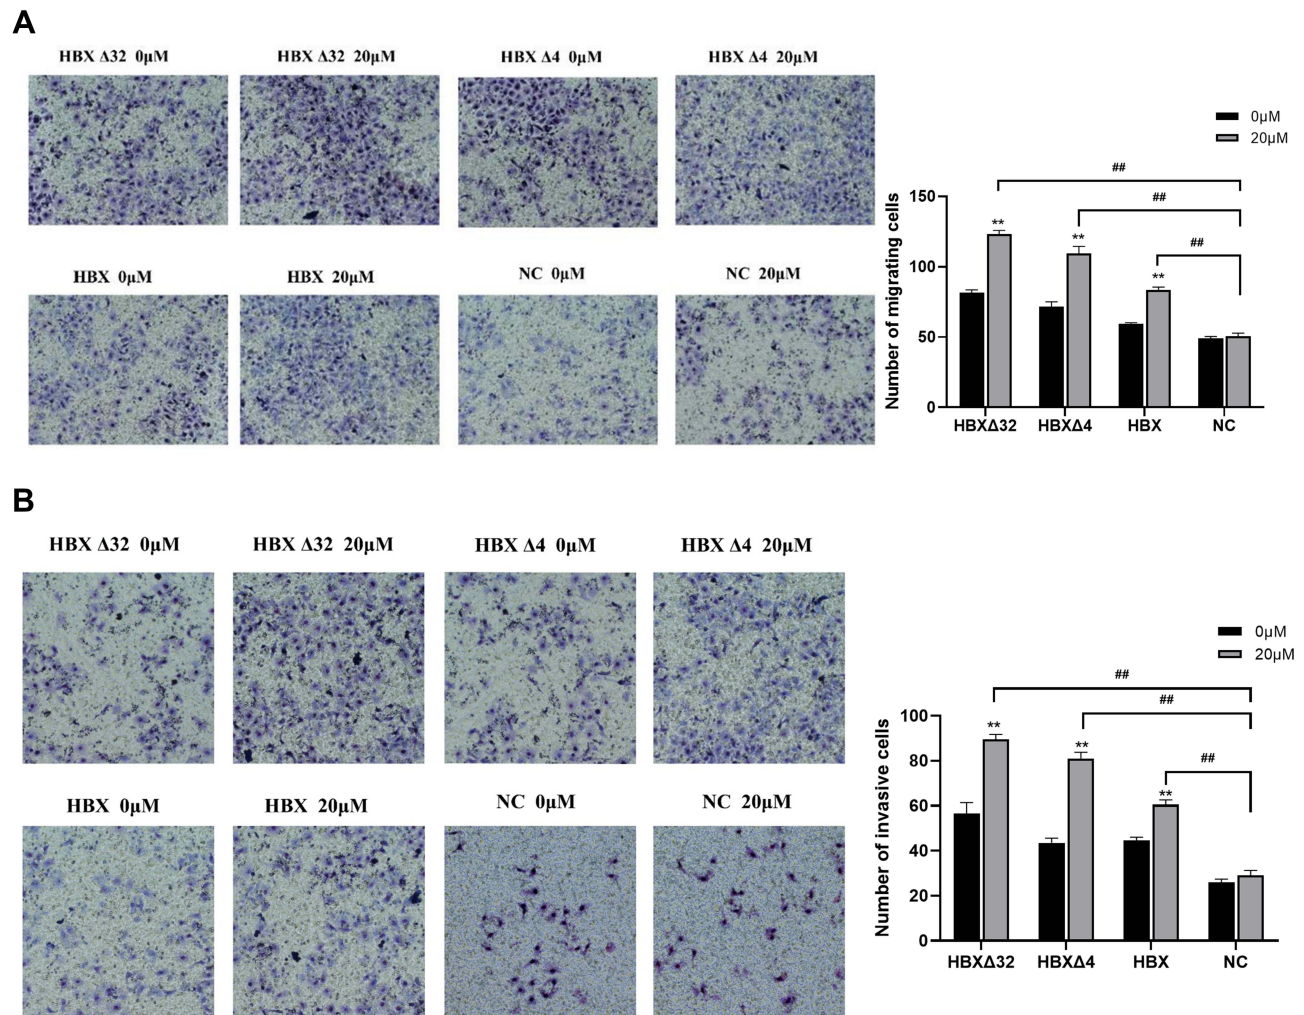 A
HBX Δ32 0μM
HBX Δ32 20μM
HBX Δ4 0μM
HBX Δ4 20μM
HBX 0μM
HBX 20μM
NC 0μM
NC 20μM
0μM
20μM
##
##
##
**
**
**
Number of migrating cells
150
100
50
0
HBXΔ32 HBXΔ4 HBX NC
B
HBX Δ32 0μM
HBX Δ32 20μM
HBX Δ4 0μM
HBX Δ4 20μM
HBX 0μM
HBX 20μM
NC 0μM
NC 20μM
0μM
20μM
##
##
##
**
**
**
Number of invasive cells
100
80
60
40
20
0
HBXΔ32 HBXΔ4 HBX NC